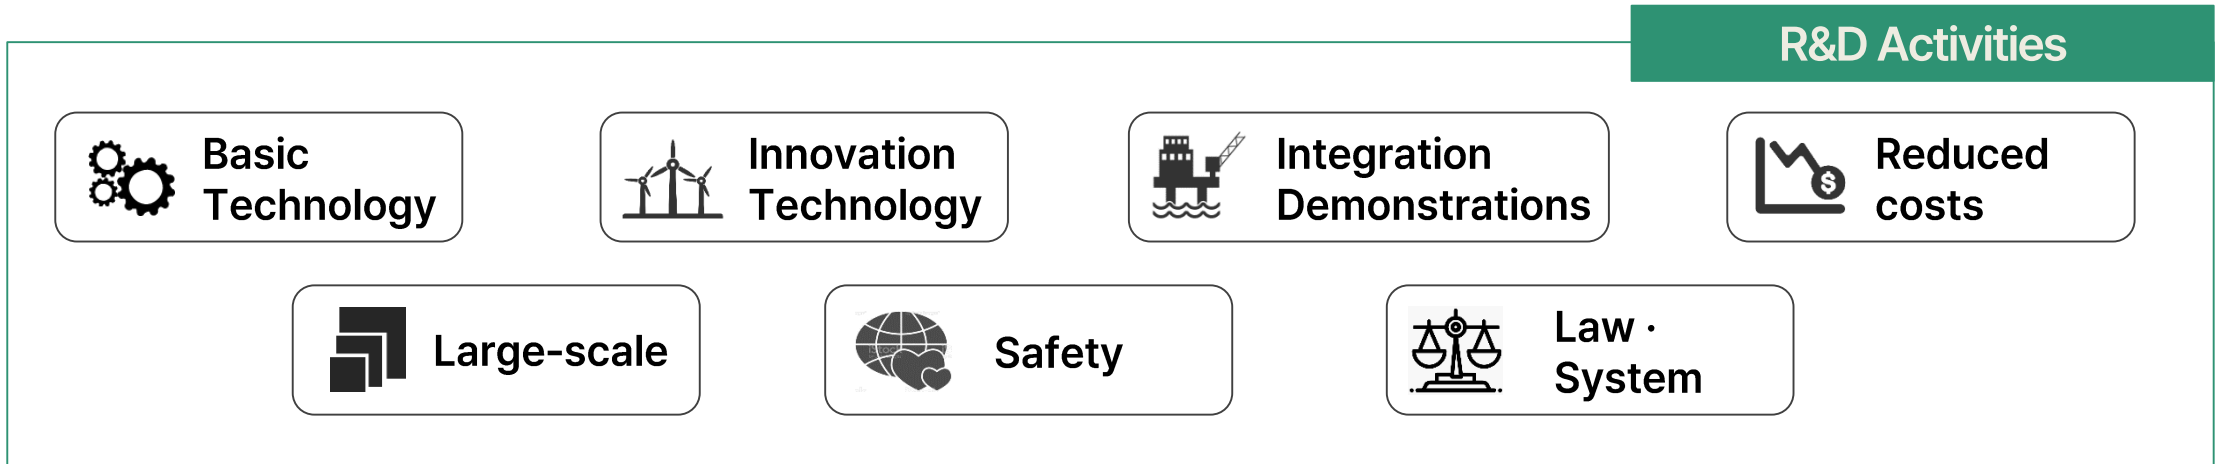 R&D Activities
Basic
Technology
Innovation
Technology
Integration
Demonstrations
Reduced
costs
Large-scale
Safety
Law ·
System